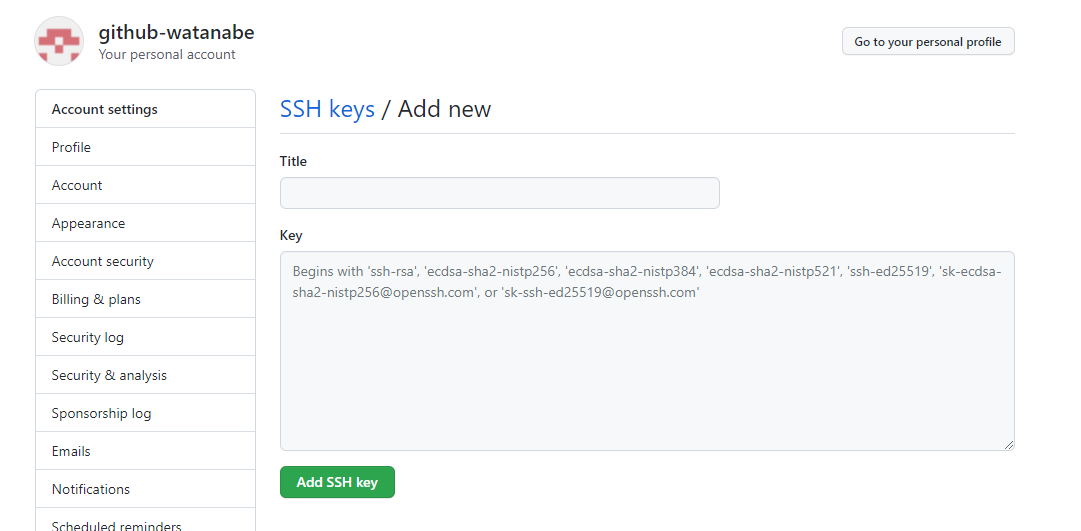 github-watanabe
Your personal account
Go to your personal profile
Account settings
Profile
Account
Appearance
Account security
Billing & plans
Security log
Security & analysis
Sponsorship log
Emails
Notifications
Scheduled reminders
SSH keys / Add new
Title
Key
Begins with 'ssh-rsa', 'ecdsa-sha2-nistp256', 'ecdsa-sha2-nistp384', 'ecdsa-sha2-nistp521', 'ssh-ed25519', 'sk-ecdsa-
sha2-nistp256@openssh.com', or 'sk-ssh-ed25519@openssh.com'
Add SSH key